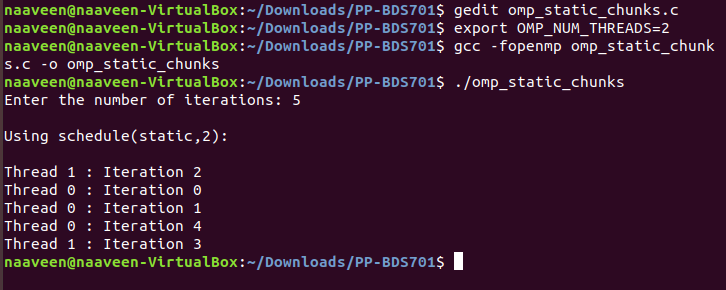 naaveen@naaveen-VirtualBox:~/Downloads/PP-BDS701$ gedit omp_static_chunks.c
naaveen@naaveen-VirtualBox:~/Downloads/PP-BDS701$ export OMP_NUM_THREADS=2
naaveen@naaveen-VirtualBox:~/Downloads/PP-BDS701$ gcc -fopenmp omp_static_chunk
s.c -o omp_static_chunks
naaveen@naaveen-VirtualBox:~/Downloads/PP-BDS701$ ./omp_static_chunks
Enter the number of iterations: 5
Using schedule(static,2):
Thread 1 : Iteration 2
Thread 0 : Iteration 0
Thread 0 : Iteration 1
Thread 0 : Iteration 4
Thread 1 : Iteration 3
naaveen@naaveen-VirtualBox:~/Downloads/PP-BDS701$